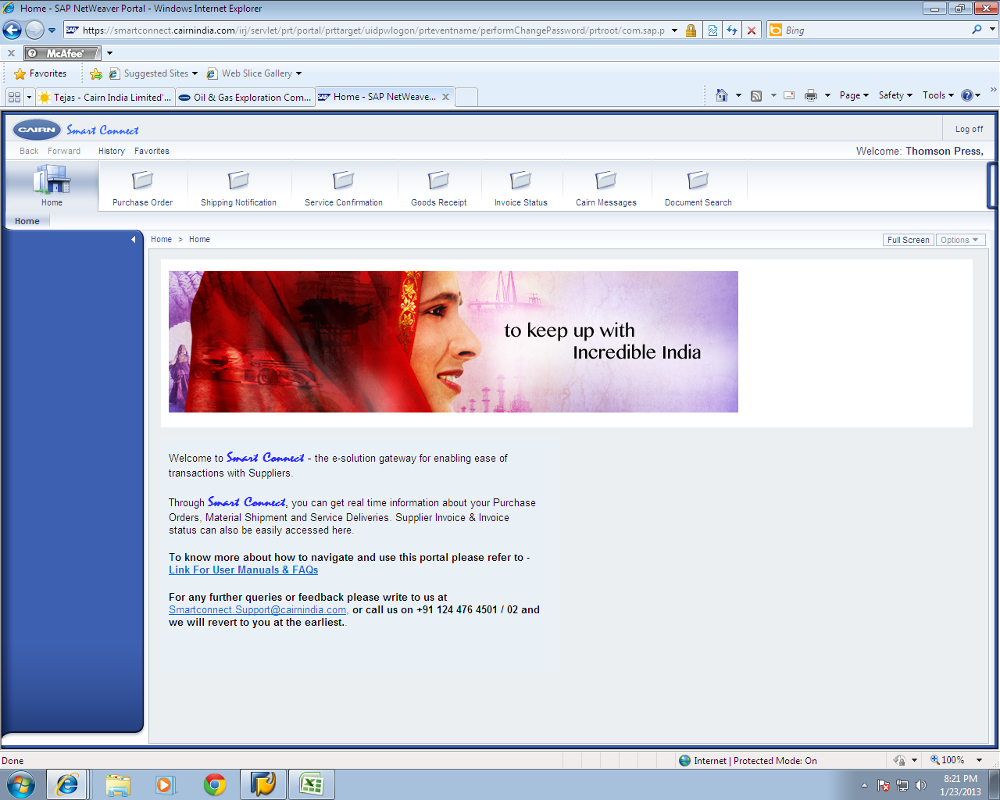 Home - SAP NetWeaver Portal - Windows Internet Explorer
https://smartconnect.cairnindia.com/irj/servlet/prt/portal/prttarget/uidpwlogon/prteventname/performChangePassword/prtroot/com.sap.p
Bing
x McAfee
Favorites Suggested Sites Web Slice Gallery
Tejas - Cairn India Limited'... Oil & Gas Exploration Com... Home - SAP NetWeave... Page Safety Tools
CAIRN Smart Connect Log off
Back Forward History Favorites Welcome: Thomson Press,
Home Purchase Order Shipping Notification Service Confirmation Goods Receipt Invoice Status Cairn Messages Document Search
Home
Home > Home Full Screen Options
to keep up with
Incredible India
Welcome to Smart Connect - the e-solution gateway for enabling ease of
transactions with Suppliers.
Through Smart Connect, you can get real time information about your Purchase
Orders, Material Shipment and Service Deliveries. Supplier Invoice & Invoice
status can also be easily accessed here.
To know more about how to navigate and use this portal please refer to -
Link For User Manuals & FAQs
For any further queries or feedback please write to us at
Smartconnect.Support@cairnindia.com, or call us on +91 124 476 4501 / 02 and
we will revert to you at the earliest..
Done Internet | Protected Mode: On 100%
8:21 PM
1/23/2013